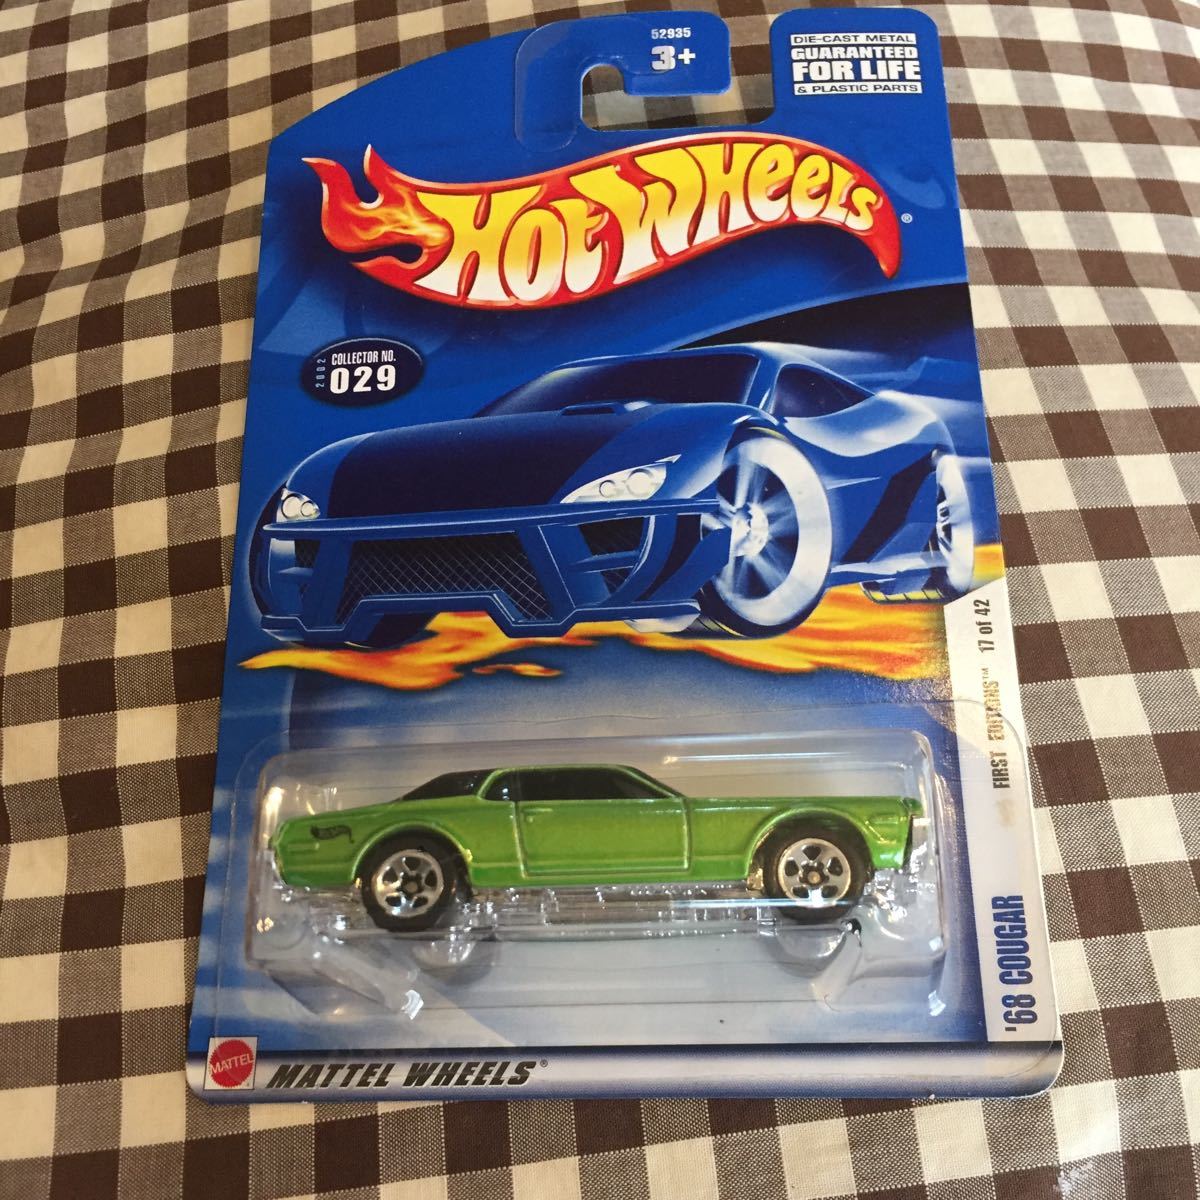 52935
3+
DIE-CAST METAL
GUARANTEED
FOR LIFE
& PLASTIC PARTS
HOT WHEELS®
2002
COLLECTOR NO.
029
FIRST EDITIONS™ 17 of 42
'68 COUGAR
MATTEL
MATTEL WHEELS®